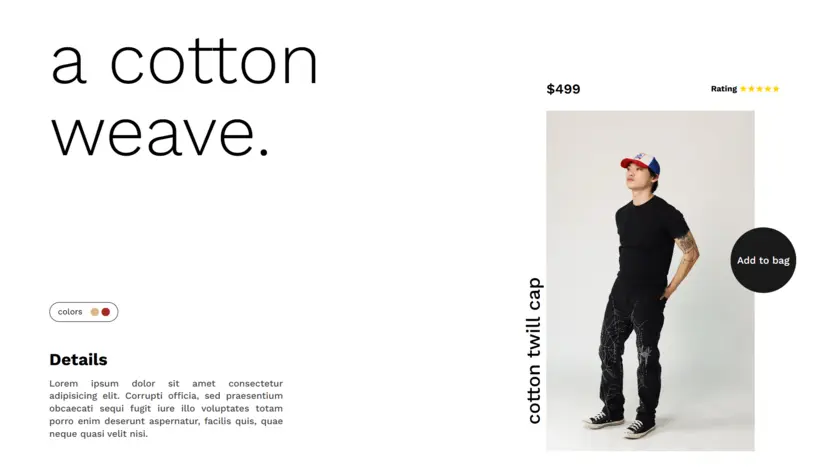 a cotton
weave.
$499
Rating
Add to bag
cotton twill cap
colors
Details
Lorem ipsum dolor sit amet consectetur
adipisicing elit. Corrupti officia, sed praesentium
obcaecati sequi fugit iure illo voluptates totam
porro enim deserunt aspernatur, facilis quis, quae
neque quasi velit nisi.